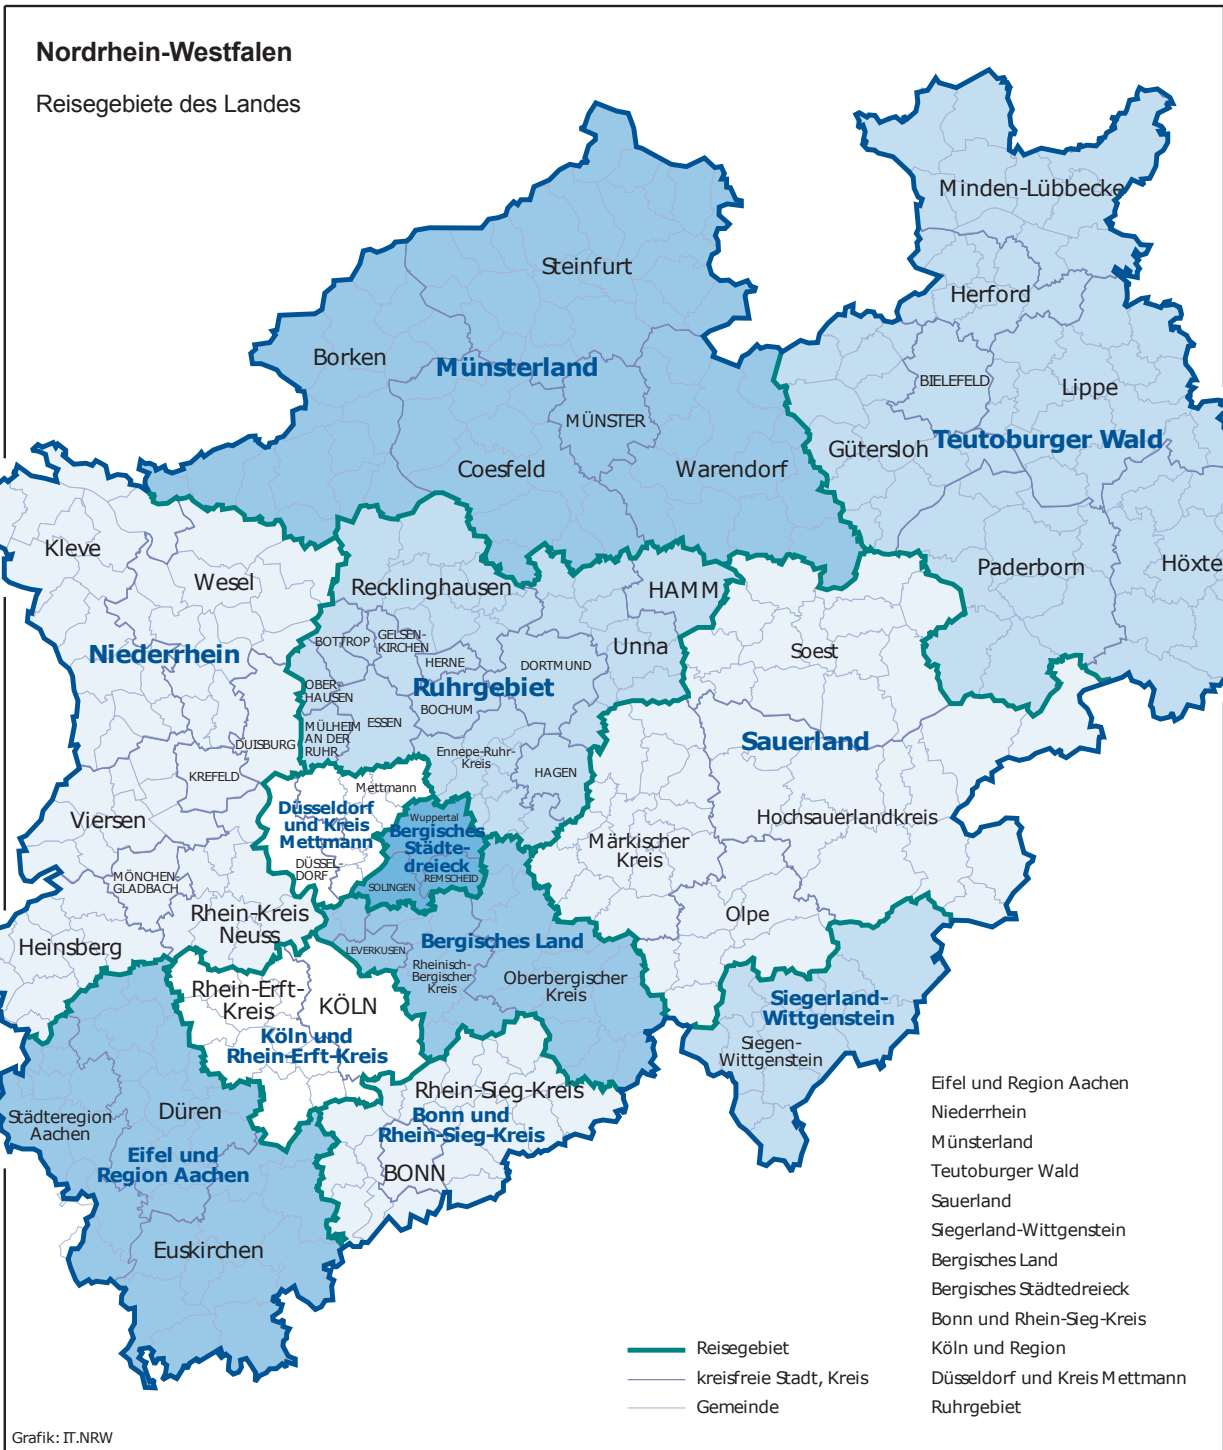 Nordrhein-Westfalen
Reisegebiete des Landes
Minden-Lübbecke
Steinfurt
Herford
Borken
Münsterland
BIELEFELD
Lippe
MÜNSTER
Teutoburger Wald
Gütersloh
Coesfeld
Warendorf
Kleve
Wesel
Recklinghausen
HAMM
Paderborn
Höxte
Niederrhein
BOTTROP
GELSEN-
KIRCHEN
HERNE
DORTMUND
Unna
Soest
Ruhrgebiet
OBER-
HAUSEN
BOCHUM
ESSEN
MÜLHEIM
AN DER
RUHR
DUISBURG
Ennepe-Ruhr-
Kreis
HAGEN
Sauerland
KREFELD
Mettmann
Düsseldorf
und Kreis
Mettmann
Viersen
Wuppertal
Bergisches
Städte-
dreieck
Hochsauerlandkreis
Märkischer
Kreis
DÜSSEL-
DORF
SOLINGEN
REMSCHEID
MÖNCHEN-
GLADBACH
Rhein-Kreis
Neuss
Olpe
Heinsberg
Bergisches Land
LEVERKUSEN
Rheinisch-
Bergischer
Kreis
Oberbergischer
Kreis
Rhein-Erft-
Kreis
KÖLN
Köln und
Rhein-Erft-Kreis
Siegerland-
Wittgenstein
Siegen-
Wittgenstein
Rhein-Sieg-Kreis
Bonn und
Rhein-Sieg-Kreis
BONN
Städteregion
Aachen
Düren
Eifel und
Region Aachen
Euskirchen
Eifel und Region Aachen
Niederrhein
Münsterland
Teutoburger Wald
Sauerland
Siegerland-Wittgenstein
Bergisches Land
Bergisches Städtedreieck
Bonn und Rhein-Sieg-Kreis
Köln und Region
Düsseldorf und Kreis Mettmann
Ruhrgebiet
Reisegebiet
kreisfreie Stadt, Kreis
Gemeinde
Grafik: IT.NRW